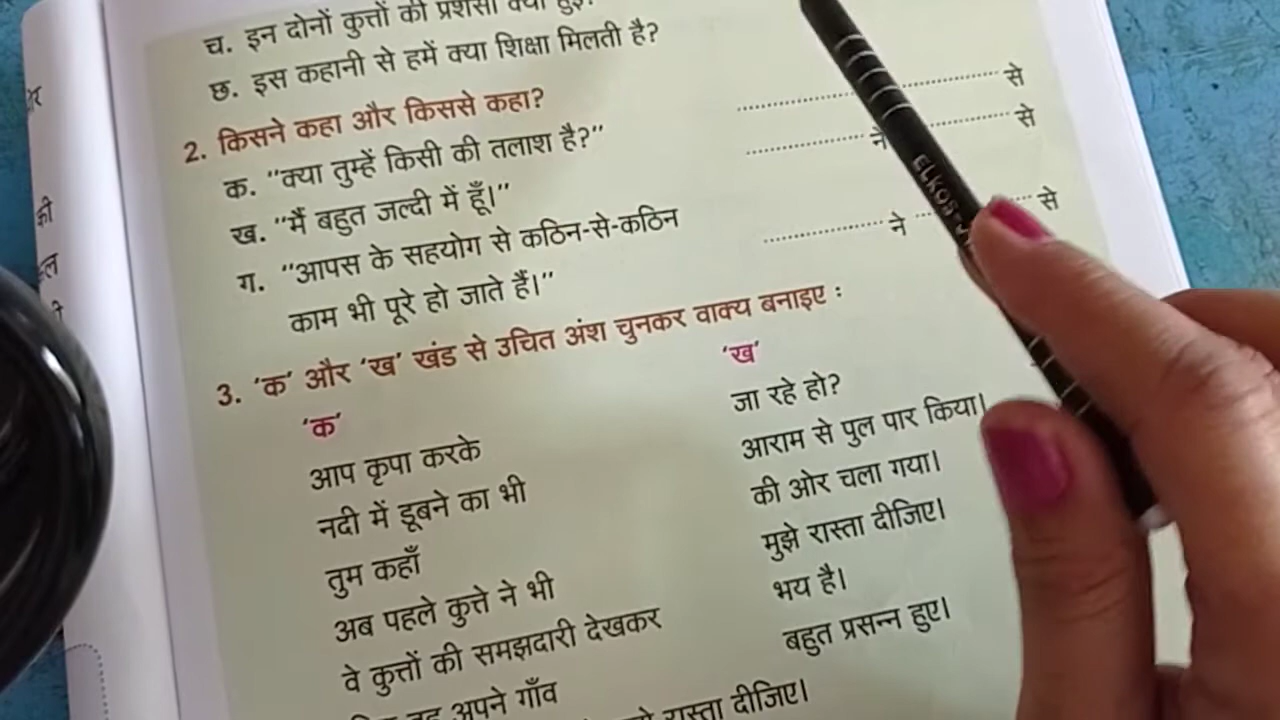 च. इन दोनों कुत्तों की प्रशंसा क्यों हुई?
छ. इस कहानी से हमें क्या शिक्षा मिलती है?
2. किसने कहा और किससे कहा?
क. "क्या तुम्हें किसी की तलाश है?" .................... से
ख. "मैं बहुत जल्दी में हूँ।" .................... ने .................... से
ग. "आपस के सहयोग से कठिन-से-कठिन .................... ने .................... से
काम भी पूरे हो जाते हैं।"
3. 'क' और 'ख' खंड से उचित अंश चुनकर वाक्य बनाइए :
'क' 'ख'
आप कृपा करके जा रहे हो?
नदी में डूबने का भी आराम से पुल पार किया।
तुम कहाँ की ओर चला गया।
अब पहले कुत्ते ने भी मुझे रास्ता दीजिए।
वे कुत्तों की समझदारी देखकर भय है।
अपने गाँव बहुत प्रसन्न हुए।
रास्ता दीजिए।
ELKOS
की